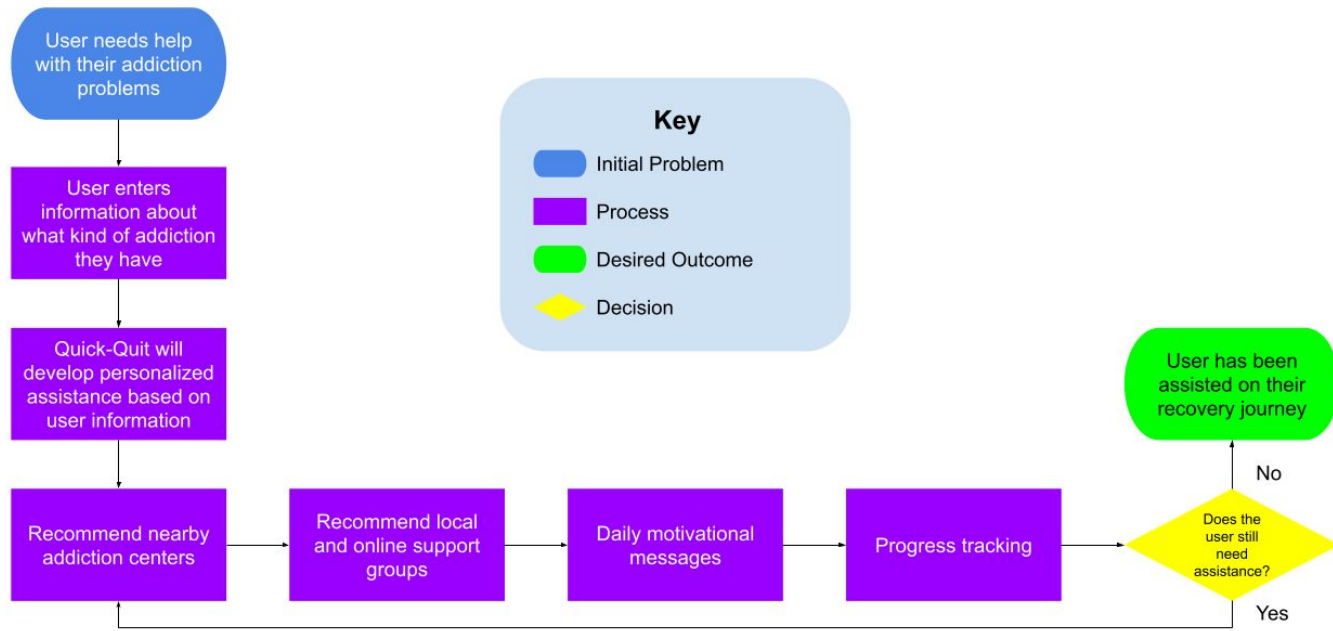 User needs help
with their addiction
problems
Key
Initial Problem
Process
Desired Outcome
Decision
User enters
information about
what kind of addiction
they have
Quick-Quit will
develop personalized
assistance based on
user information
Recommend nearby
addiction centers
Recommend local
and online support
groups
Daily motivational
messages
Progress tracking
Does the
user still
need
assistance?
Yes
No
User has been
assisted on their
recovery journey